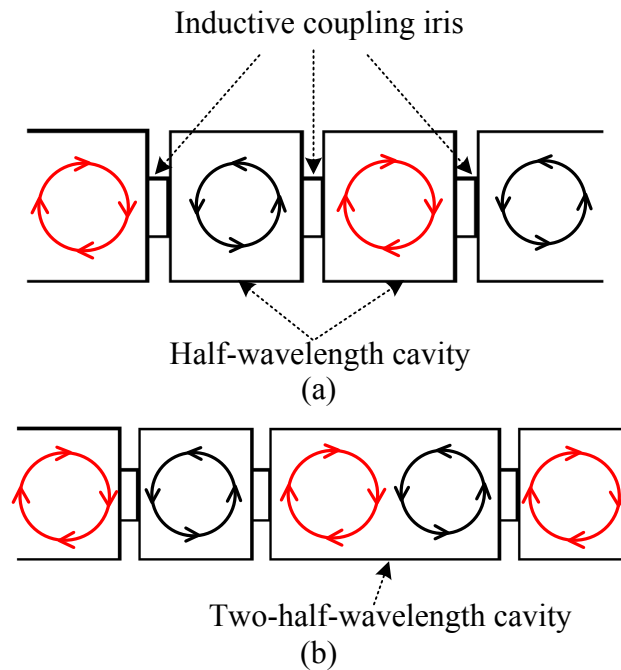 Inductive coupling iris
Half-wavelength cavity
(a)
Two-half-wavelength cavity
(b)